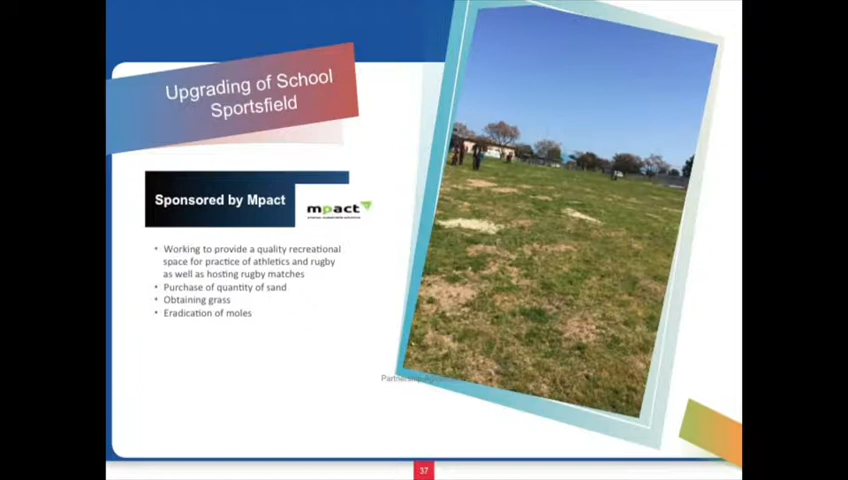 Upgrading of School
Sportsfield
Sponsored by Mpact
mpact
• Working to provide a quality recreational
space for practice of athletics and rugby
as well as hosting rugby matches
• Purchase of quantity of sand
• Obtaining grass
• Eradication of moles
37